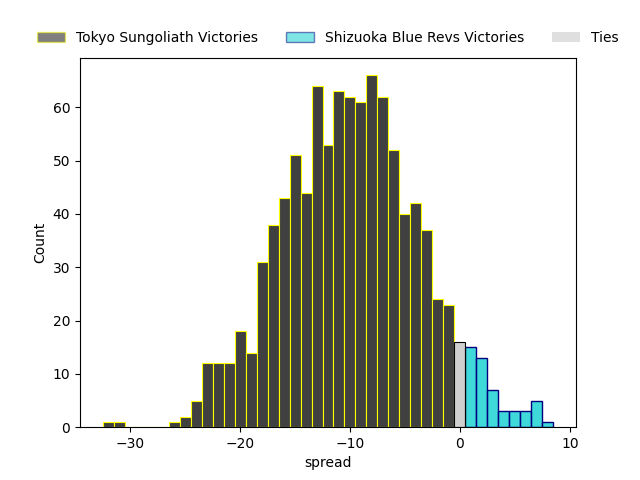 Tokyo Sungoliath Victories Shizuoka Blue Revs Victories Ties
60
50
40
30
20
10
0
Count
−30 −20 −10 0 10
spread